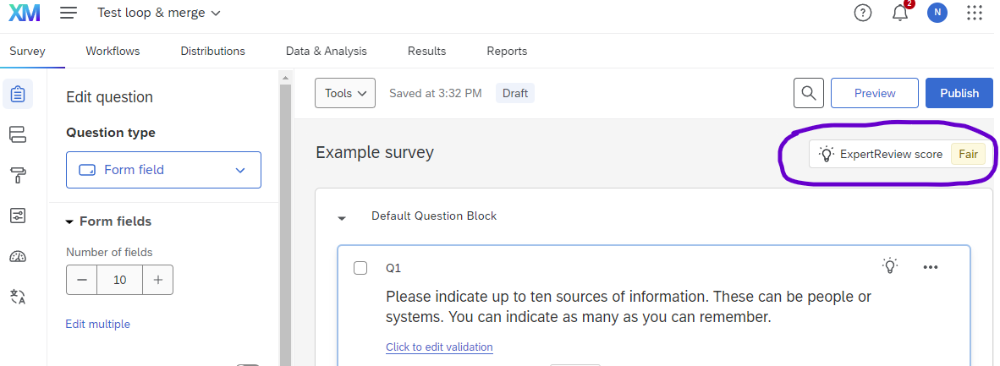 XM
Test loop & merge
2
N
Survey
Workflows
Distributions
Data & Analysis
Results
Reports
Edit question
Question type
Form field
Form fields
Number of fields
10
Edit multiple
Tools
Saved at 3:32 PM
Draft
Preview
Publish
Example survey
ExpertReview score
Fair
Default Question Block
Q1
Please indicate up to ten sources of information. These can be people or
systems. You can indicate as many as you can remember.
Click to edit validation